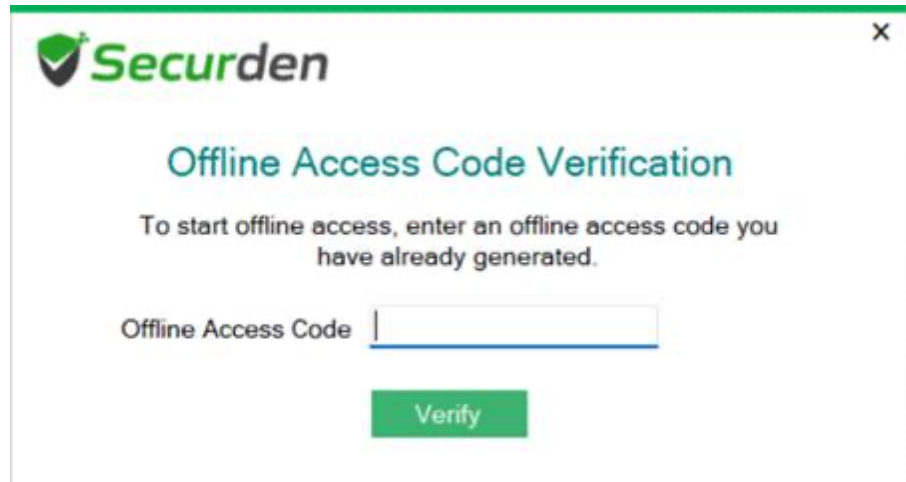 Securden
Offline Access Code Verification
To start offline access, enter an offline access code you
have already generated.
Offline Access Code
Verify